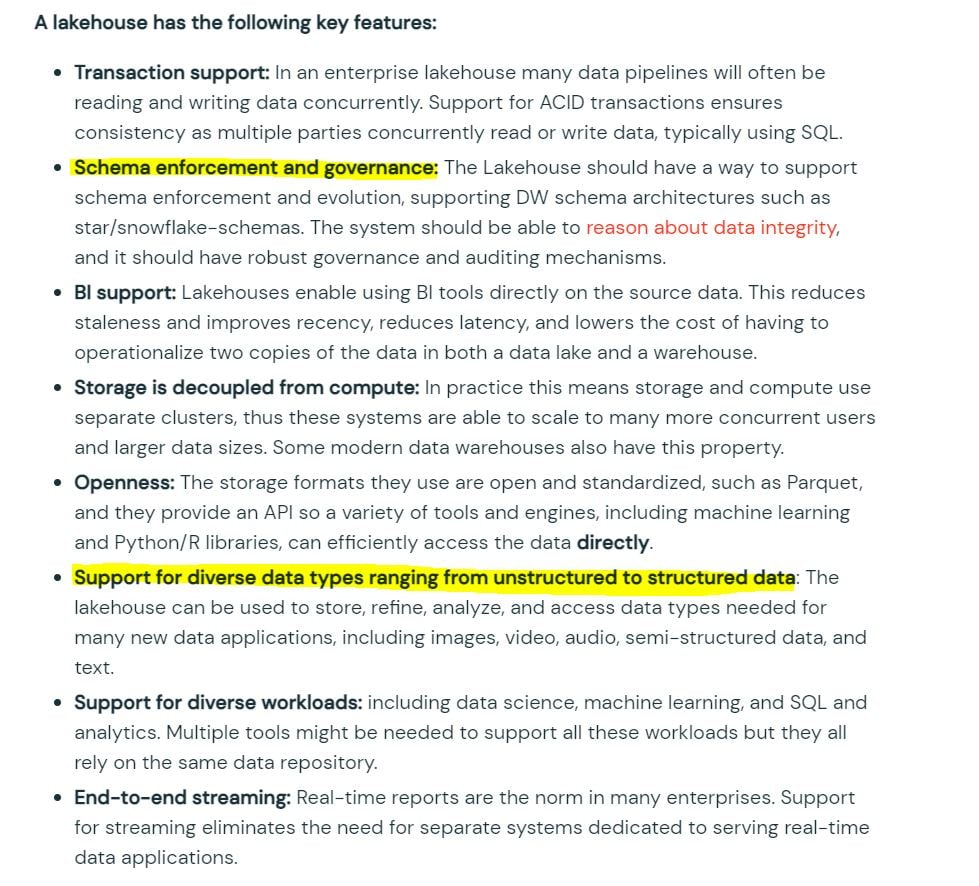 A lakehouse has the following key features:
• Transaction support: In an enterprise lakehouse many data pipelines will often be
reading and writing data concurrently. Support for ACID transactions ensures
consistency as multiple parties concurrently read or write data, typically using SQL.
• Schema enforcement and governance: The Lakehouse should have a way to support
schema enforcement and evolution, supporting DW schema architectures such as
star/snowflake-schemas. The system should be able to reason about data integrity,
and it should have robust governance and auditing mechanisms.
• BI support: Lakehouses enable using BI tools directly on the source data. This reduces
staleness and improves recency, reduces latency, and lowers the cost of having to
operationalize two copies of the data in both a data lake and a warehouse.
• Storage is decoupled from compute: In practice this means storage and compute use
separate clusters, thus these systems are able to scale to many more concurrent users
and larger data sizes. Some modern data warehouses also have this property.
• Openness: The storage formats they use are open and standardized, such as Parquet,
and they provide an API so a variety of tools and engines, including machine learning
and Python/R libraries, can efficiently access the data directly.
• Support for diverse data types ranging from unstructured to structured data: The
lakehouse can be used to store, refine, analyze, and access data types needed for
many new data applications, including images, video, audio, semi-structured data, and
text.
• Support for diverse workloads: including data science, machine learning, and SQL and
analytics. Multiple tools might be needed to support all these workloads but they all
rely on the same data repository.
• End-to-end streaming: Real-time reports are the norm in many enterprises. Support
for streaming eliminates the need for separate systems dedicated to serving real-time
data applications.